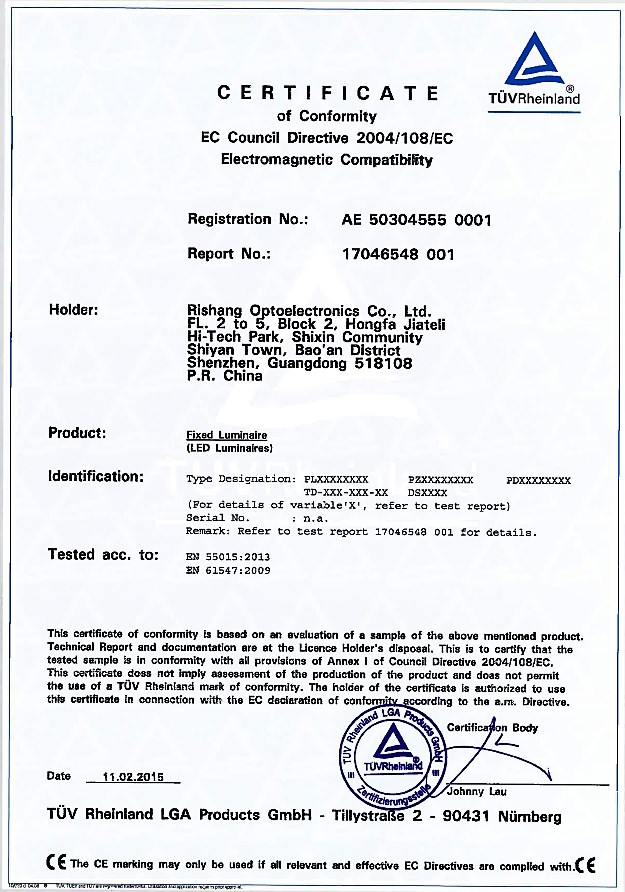 TÜVRheinland®
CERTIFICATE
of Conformity
EC Council Directive 2004/108/EC
Electromagnetic Compatibility
Registration No.: AE 50304555 0001
Report No.: 17046548 001
Holder: Rishang Optoelectronics Co., Ltd.
FL. 2 to 5, Block 2, Hongfa Jiateli
Hi-Tech Park, Shixin Community
Shiyan Town, Bao'an District
Shenzhen, Guangdong 518108
P.R. China
Product: Fixed Luminaire
(LED Luminaires)
Identification: Type Designation: PLXXXXXXXX PZXXXXXXXX PDXXXXXXXX
TD-XXX-XXX-XX DSXXXX
(For details of variable'X', refer to test report)
Serial No. : n.a.
Remark: Refer to test report 17046548 001 for details.
Tested acc. to: EN 55015:2013
EN 61547:2009
This certificate of conformity is based on an evaluation of a sample of the above mentioned product.
Technical Report and documentation are at the Licence Holder's disposal. This is to certify that the
tested sample is in conformity with all provisions of Annex I of Council Directive 2004/108/EC.
This certificate does not imply assessment of the production of the product and does not permit
the use of a TÜV Rheinland mark of conformity. The holder of the certificate is authorized to use
this certificate in connection with the EC declaration of conformity according to the a.m. Directive.
TÜV Rheinland LGA Products GmbH
TÜVRheinland®
Zertifizierungsstelle
Certification Body
Date 11.02.2015
Johnny Lau
TÜV Rheinland LGA Products GmbH - Tillystraße 2 - 90431 Nürnberg
CE The CE marking may only be used if all relevant and effective EC Directives are complied with. CE